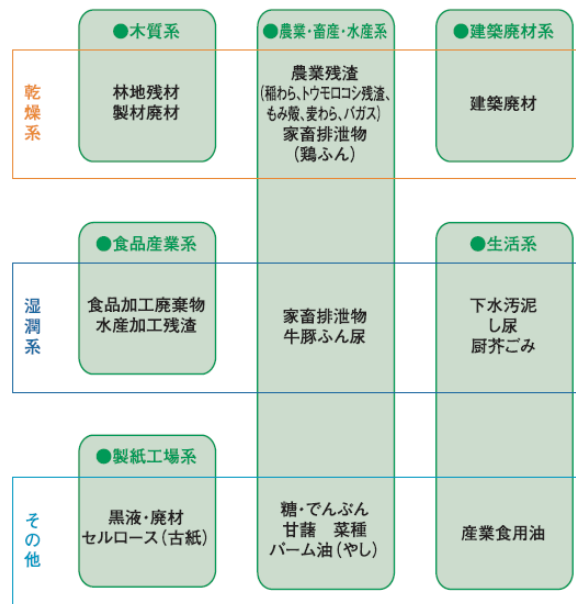 ●木質系
●農業・畜産・水産系
●建築廃材系
乾燥系
林地残材
製材廃材
農業残渣
(稲わら、トウモロコシ残渣、
もみ殻、麦わら、バガス)
家畜排泄物
(鶏ふん)
建築廃材
●食品産業系
●生活系
湿潤系
食品加工廃棄物
水産加工残渣
家畜排泄物
牛豚ふん尿
下水汚泥
し尿
厨芥ごみ
●製紙工場系
その他
黒液・廃材
セルロース(古紙)
糖・でんぷん
甘藷　菜種
パーム油(やし)
産業食用油